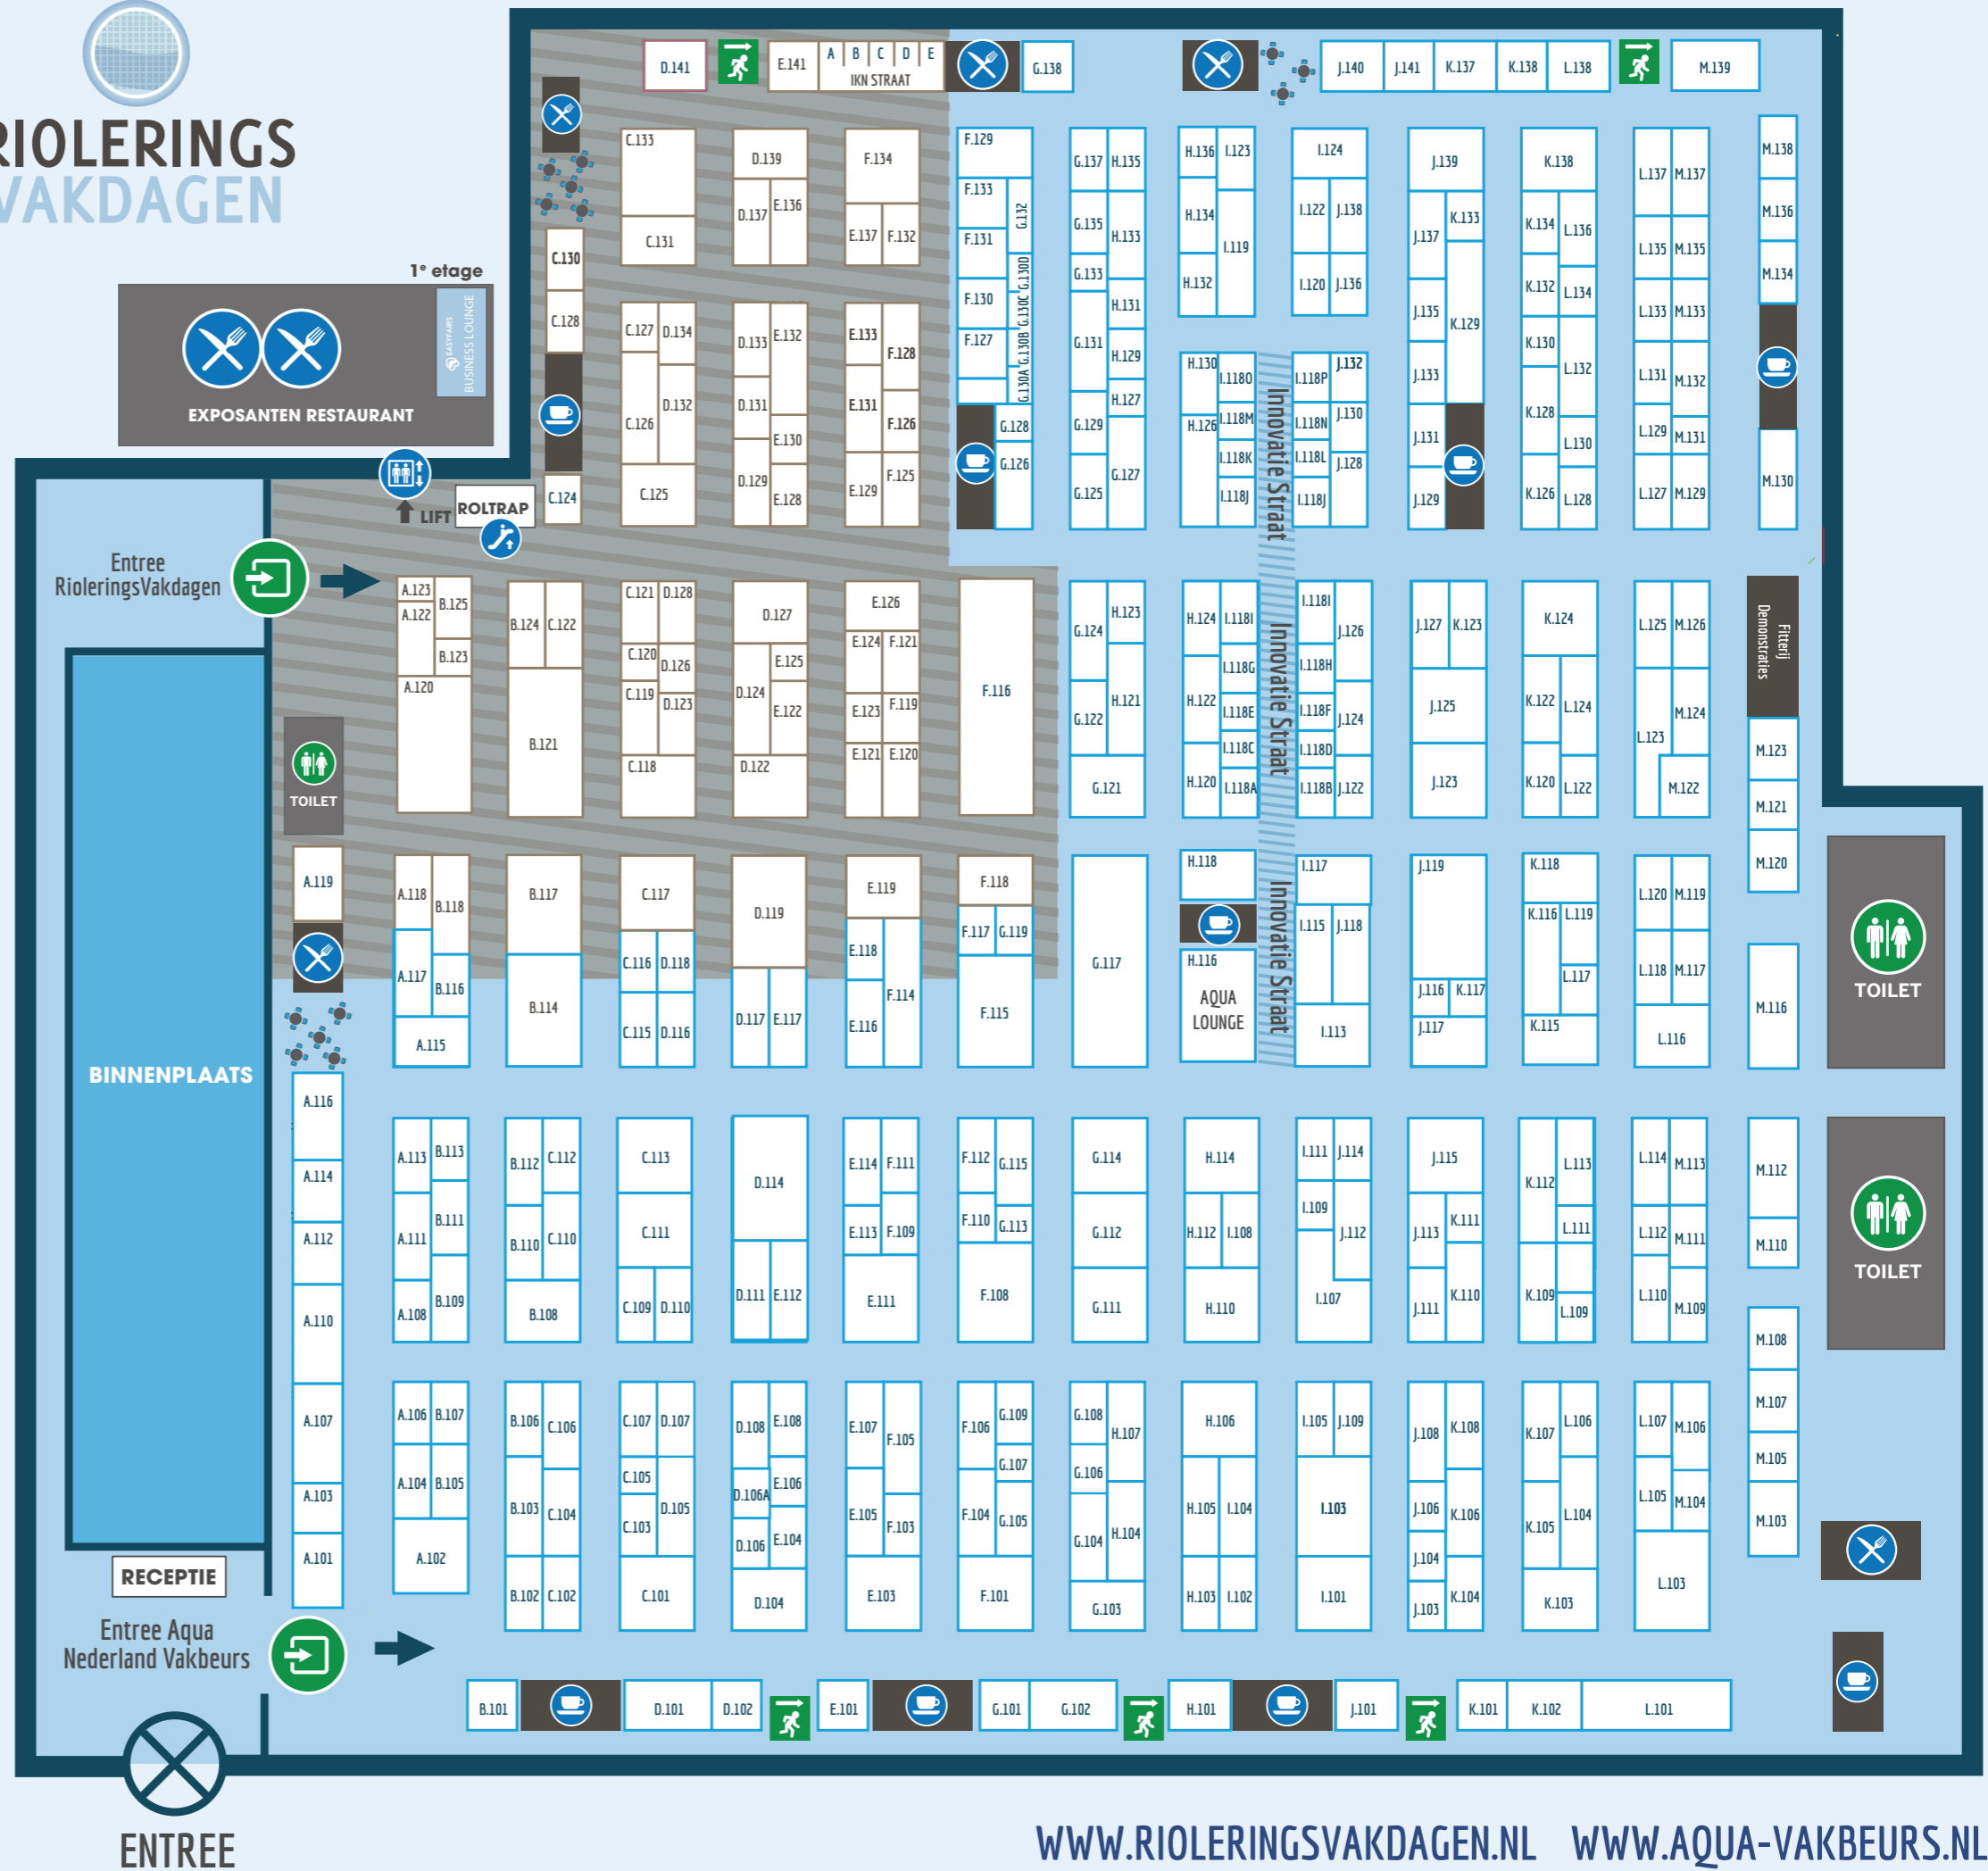 RIOLERINGS
VAKDAGEN
1e etage
EASYFAIRS
BUSINESS LOUNGE
EXPOSANTEN RESTAURANT
LIFT
ROLTRAP
Entree
RioleringsVakdagen
TOILET
BINNENPLAATS
RECEPTIE
Entree Aqua
Nederland Vakbeurs
ENTREE
D.141 E.141 A B C D E G.138 J.140 J.141 K.137 K.138 L.138 M.139
IKN STRAAT
C.130
C.128
C.124
C.133
C.131
D.139
D.137 E.136
F.134
E.137 F.132
F.129
F.133 G.132
F.131
G.130D
F.130 G.130C
F.127 G.130B
G.130A
G.128
G.126
G.137 H.135
G.135 H.133
G.133
H.131
G.131 H.129
H.127
G.129
G.127
G.125
H.136 I.123
H.134 I.119
H.132
I.124
I.122 J.138
I.120 J.136
J.139
J.137 K.133
J.135 K.129
J.133
J.131
J.129
K.138
K.134 L.136
K.132 L.134
K.130 L.132
K.128 L.130
K.126 L.128
L.137 M.137
L.135 M.135
L.133 M.133
L.131 M.132
L.129 M.131
L.127 M.129
M.138
M.136
M.134
M.130
C.127 D.134
C.126 D.132
C.125
D.133 E.132
D.131 E.130
D.129 E.128
E.133 F.128
E.131 F.126
E.129 F.125
H.130 I.118O
H.126 I.118M
I.118K
I.118J
Innovatie Straat
I.118P J.132
I.118N J.130
I.118L J.128
I.118J
A.123 B.125
A.122 B.123
A.120
B.124 C.122
B.121
C.121 D.128
C.120 D.126
C.119 D.123
C.118
D.127
D.124 E.125
E.122
D.122
E.126
E.124 F.121
E.123 F.119
E.121 E.120
F.116
G.124 H.123
G.122 H.121
G.121
H.124 I.118I
I.118G
H.122 I.118E
I.118C
H.120 I.118A
Innovatie Straat
I.118I J.126
I.118H
I.118F J.124
I.118D
I.118B J.122
J.127 K.123
J.125
J.123
K.124
K.122 L.124
K.120 L.122
L.125 M.126
L.123 M.124
M.122
Fitterij
Demonstraties
M.123
M.121
M.120
A.119
A.118 B.118
A.117 B.116
A.115
B.117
B.114
C.117
C.116 D.118
C.115 D.116
D.119
D.117 E.117
E.119
E.118 F.114
E.116
F.118
F.117 G.119
F.115
G.117
H.118
H.116
AQUA
LOUNGE
Innovatie Straat
I.117
I.115 J.118
I.113
J.119
J.116 K.117
J.117
K.118
K.116 L.119
L.117
K.115
L.120 M.119
L.118 M.117
L.116
M.116
TOILET
A.116
A.114
A.112
A.110
A.107
A.103
A.101
A.113 B.113
A.111 B.111
A.108 B.109
B.112 C.112
B.110 C.110
B.108
C.113
C.111
C.109 D.110
D.114
D.111 E.112
E.114 F.111
E.113 F.109
E.111
F.112 G.115
F.110 G.113
F.108
G.114
G.112
G.111
H.114
H.112 I.108
H.110
I.111 J.114
I.109 J.112
I.107
J.115
J.113 K.111
J.111 K.110
K.112 L.113
L.111
K.109 L.109
L.114 M.113
L.112 M.111
L.110 M.109
M.112
M.110
TOILET
M.108
M.107
M.105
M.103
A.106 B.107
A.104 B.105
A.102
B.106 C.106
B.103 C.104
B.102 C.102
C.107 D.107
C.105 D.105
C.103
C.101
D.108 E.108
D.106A E.106
D.106 E.104
D.104
E.107 F.105
E.105 F.103
E.103
F.106 G.109
G.107
F.104 G.105
F.101
G.108 H.107
G.106
G.104 H.104
G.103
H.106
H.105 I.104
H.103 I.102
I.105 J.109
I.103
I.101
J.108 K.108
J.106 K.106
J.104 K.104
J.103
K.107 L.106
K.105 L.104
K.103
L.107 M.106
L.105 M.104
L.103
B.101 D.101 D.102 E.101 G.101 G.102 H.101 J.101 K.101 K.102 L.101
WWW.RIOLERINGSVAKDAGEN.NL WWW.AQUA-VAKBEURS.NL